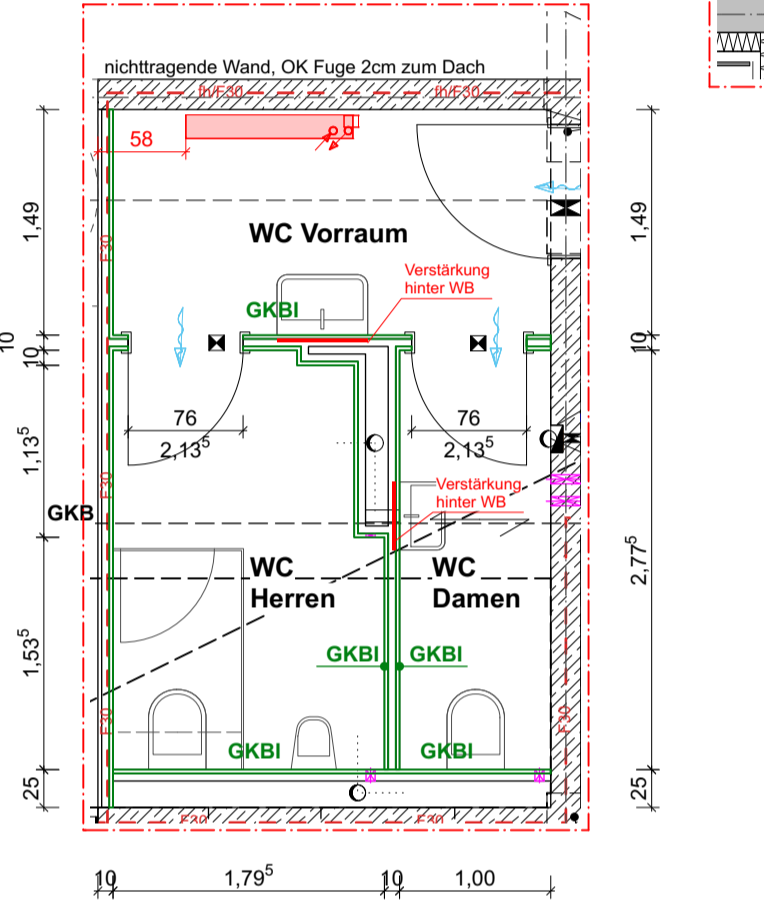 nichttragende Wand, OK Fuge 2cm zum Dach
fh/F30
fh/F30
58
1,49
1,49
WC Vorraum
F30
Verstärkung
hinter WB
GKBI
10
10
10
76
2,13⁵
76
2,13⁵
1,13⁵
F30
Verstärkung
hinter WB
GKB
WC
Herren
WC
Damen
2,77⁵
1,53⁵
GKBI
GKBI
F30
F30
GKBI
GKBI
25
25
F30
F30
10
1,79⁵
10
1,00